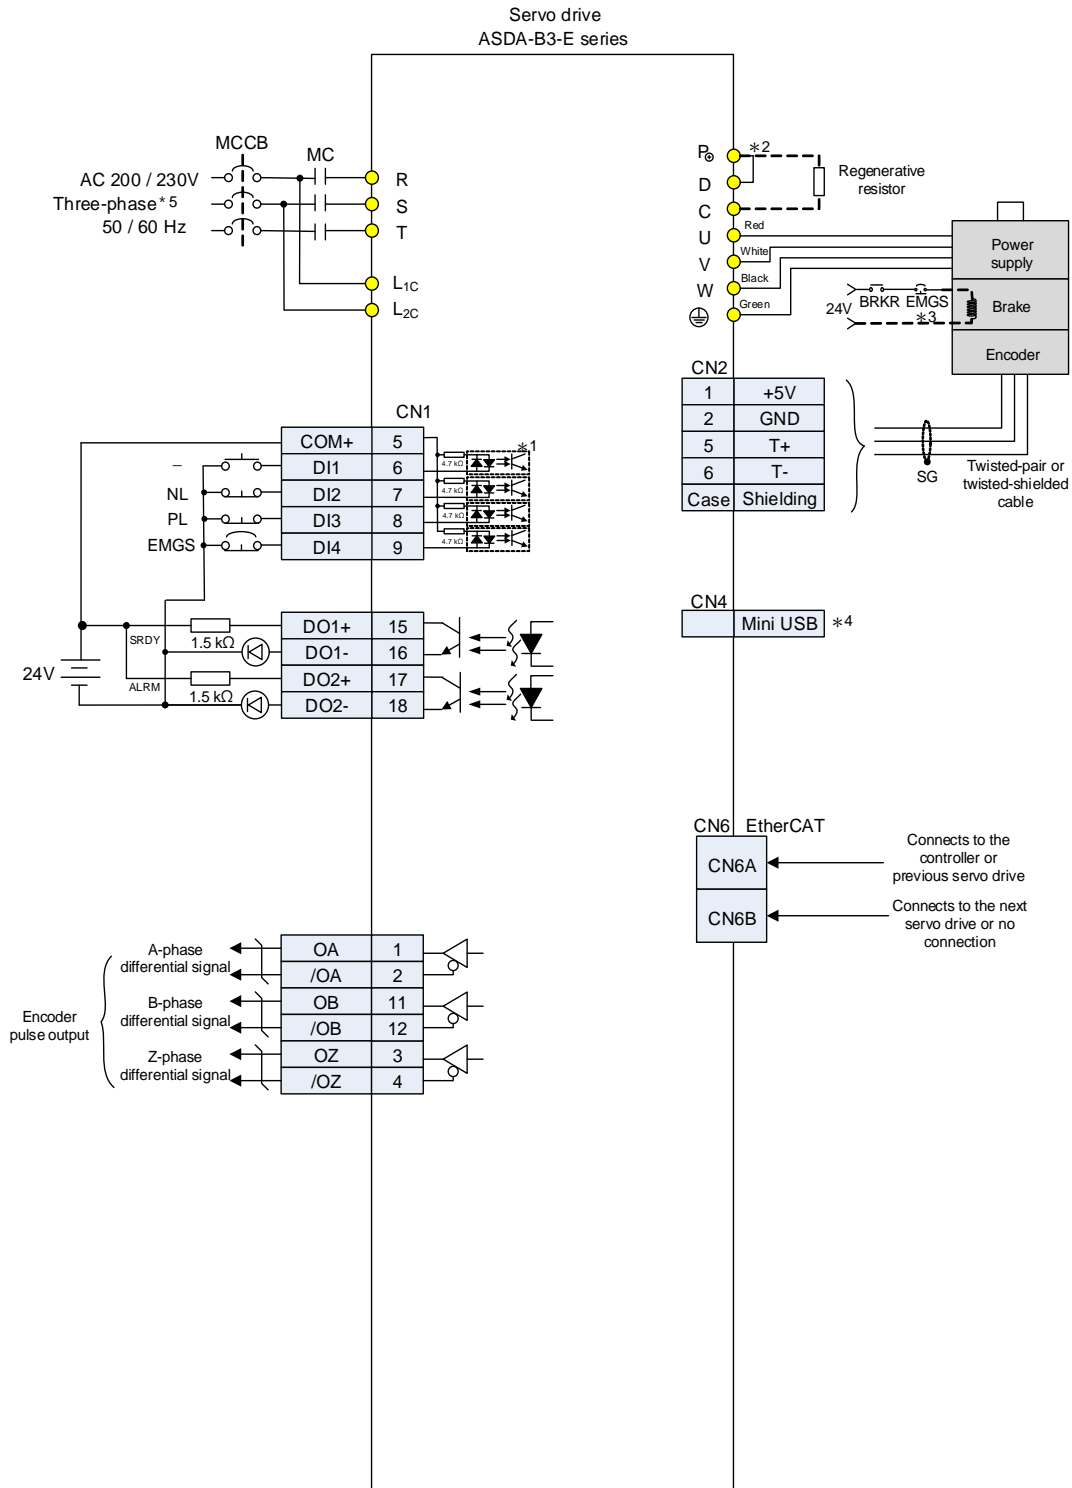 Servo drive
ASDA-B3-E series
MCCB
MC
AC 200 / 230V
Three-phase*5
50 / 60 Hz
R
S
T
L1C
L2C
P⊕
*2
D
C
U
V
W
Regenerative
resistor
Red
White
Black
Green
Power
supply
Brake
Encoder
24V
BRKR
EMGS
*3
CN2
1 +5V
2 GND
5 T+
6 T-
Case Shielding
SG
Twisted-pair or
twisted-shielded
cable
CN1
COM+ 5
– DI1 6
NL DI2 7
PL DI3 8
EMGS DI4 9
*1
4.7 kΩ
4.7 kΩ
4.7 kΩ
4.7 kΩ
CN4
Mini USB *4
24V
SRDY
1.5 kΩ
ALRM
1.5 kΩ
DO1+ 15
DO1- 16
DO2+ 17
DO2- 18
CN6 EtherCAT
CN6A
CN6B
Connects to the
controller or
previous servo drive
Connects to the next
servo drive or no
connection
Encoder
pulse output
A-phase
differential signal
B-phase
differential signal
Z-phase
differential signal
OA 1
/OA 2
OB 11
/OB 12
OZ 3
/OZ 4